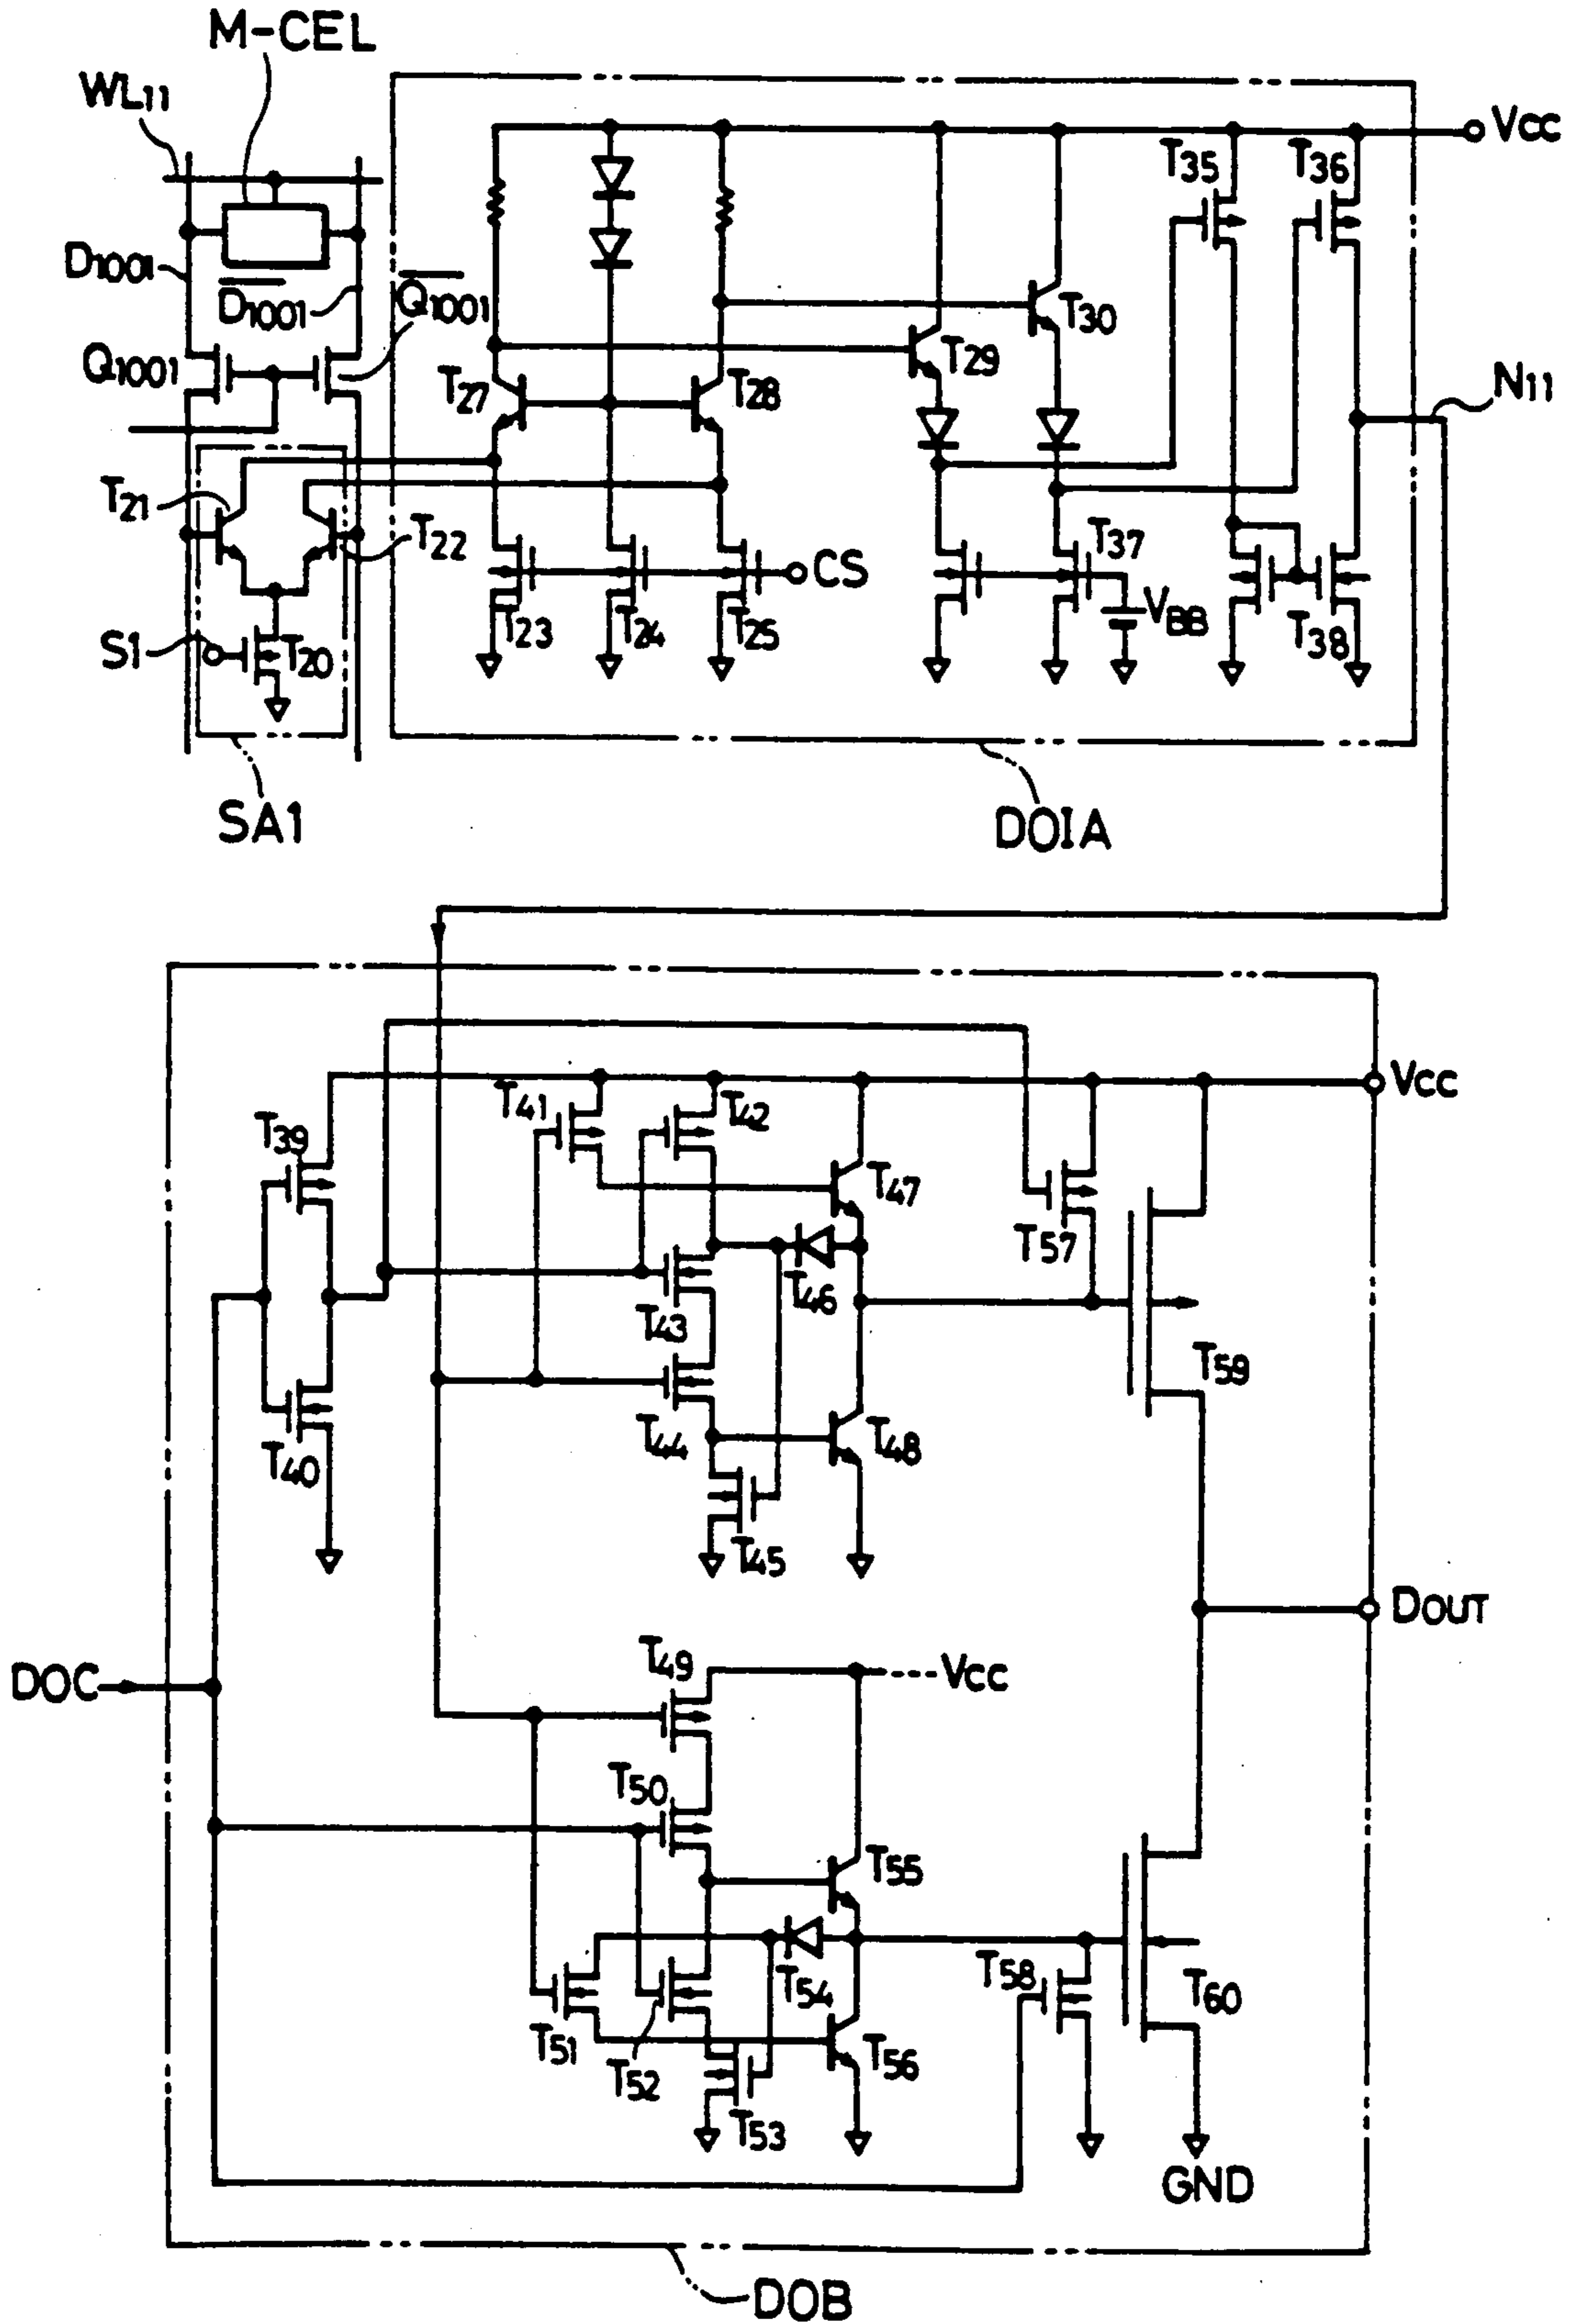 M-CEL
WL11
VCC
T35
T36
D1001
D1001
Q1001
Q1001
T30
T29
N11
T27
T28
T21
T22
T37
CS
VBB
S1
T20
T23
T24
T25
T38
SA1
DOIA
VCC
T41
T42
T39
T47
T57
T46
T43
T59
T44
T48
T40
T45
DOUT
T49
VCC
DOC
T50
T55
T54
T58
T60
T51
T52
T56
T53
GND
DOB